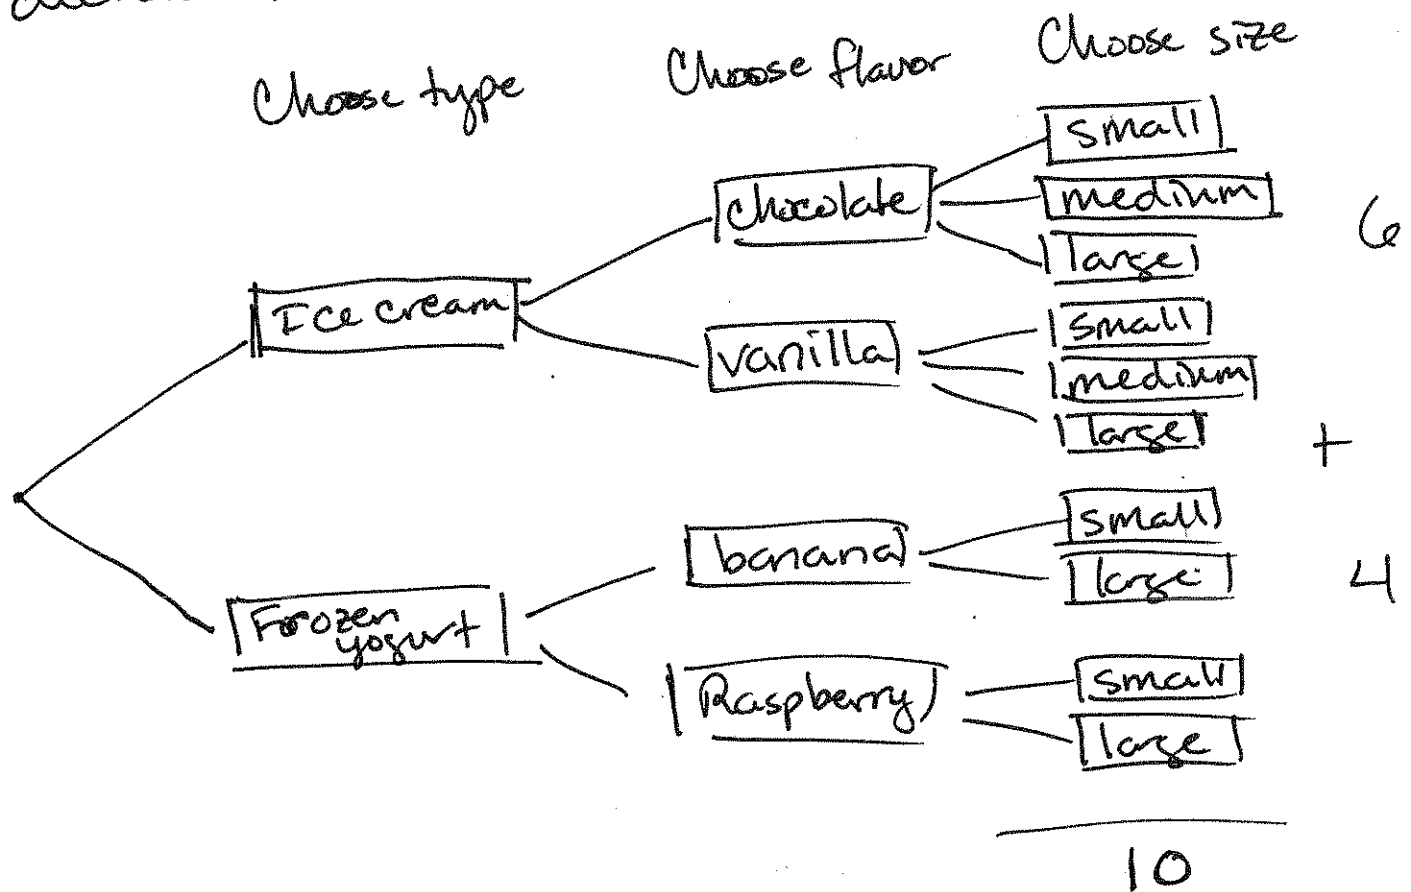 Choose type
Choose flavor
Choose size
Ice cream
chocolate
small
medium
large
6
vanilla
small
medium
large
+
Frozen
yogurt
banana
small
large
4
Raspberry
small
large
10